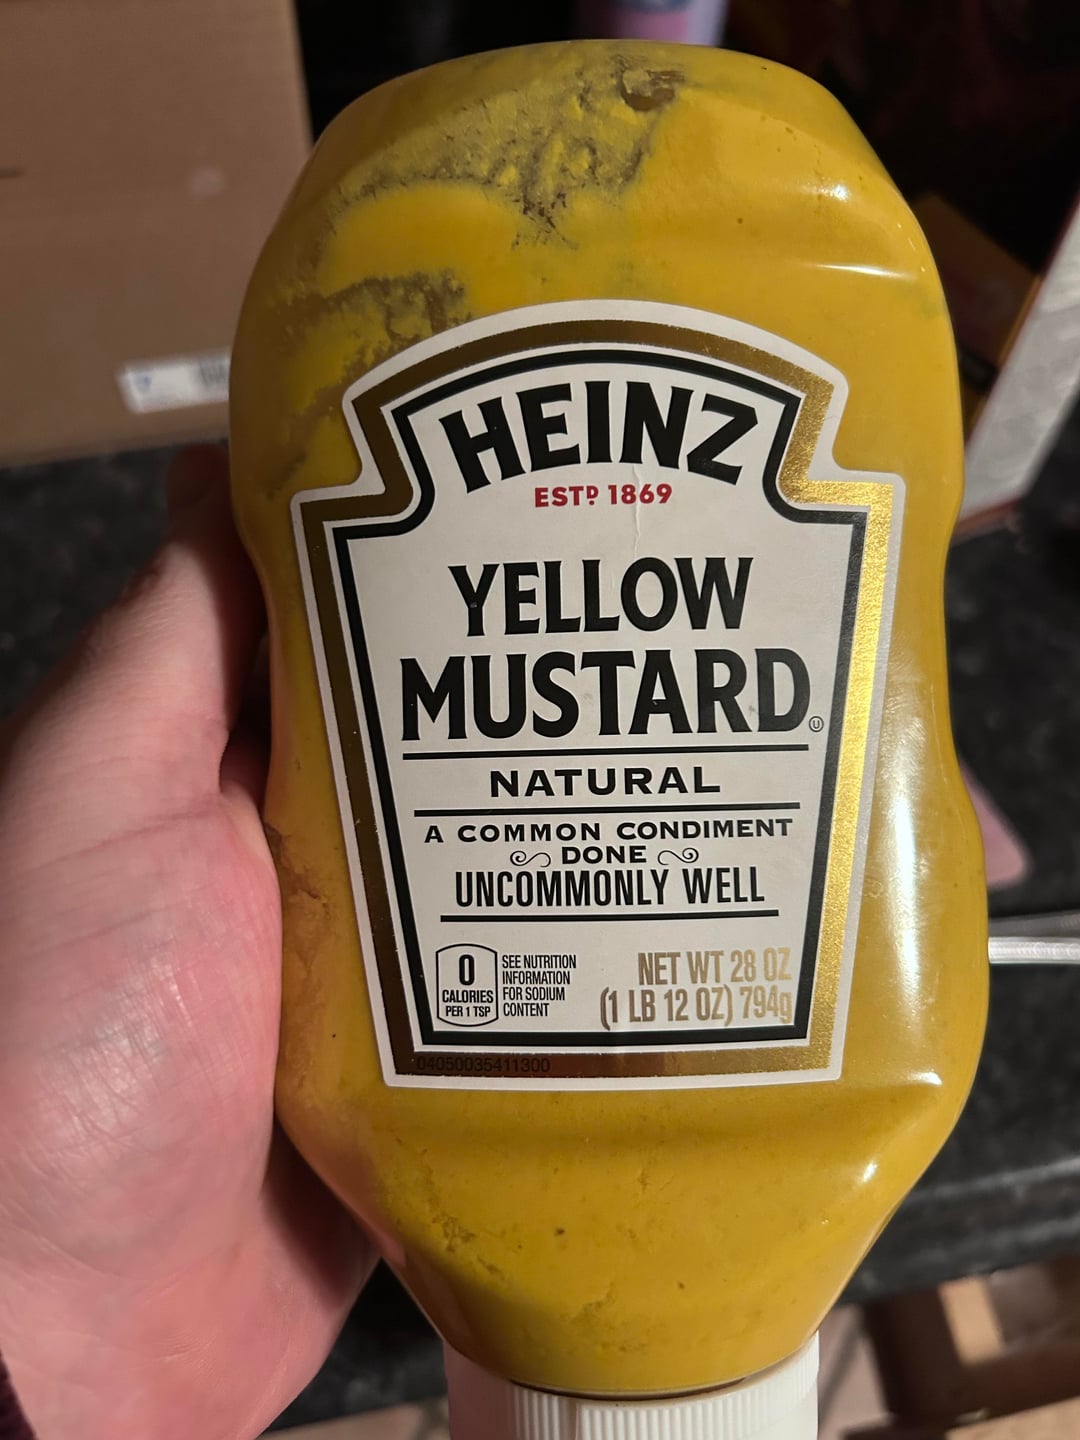 HEINZ
ESTD 1869
YELLOW
MUSTARD
U
NATURAL
A COMMON CONDIMENT
DONE
UNCOMMONLY WELL
0
CALORIES
PER 1 TSP
SEE NUTRITION
INFORMATION
FOR SODIUM
CONTENT
NET WT 28 OZ
(1 LB 12 OZ) 794g
04050035411300